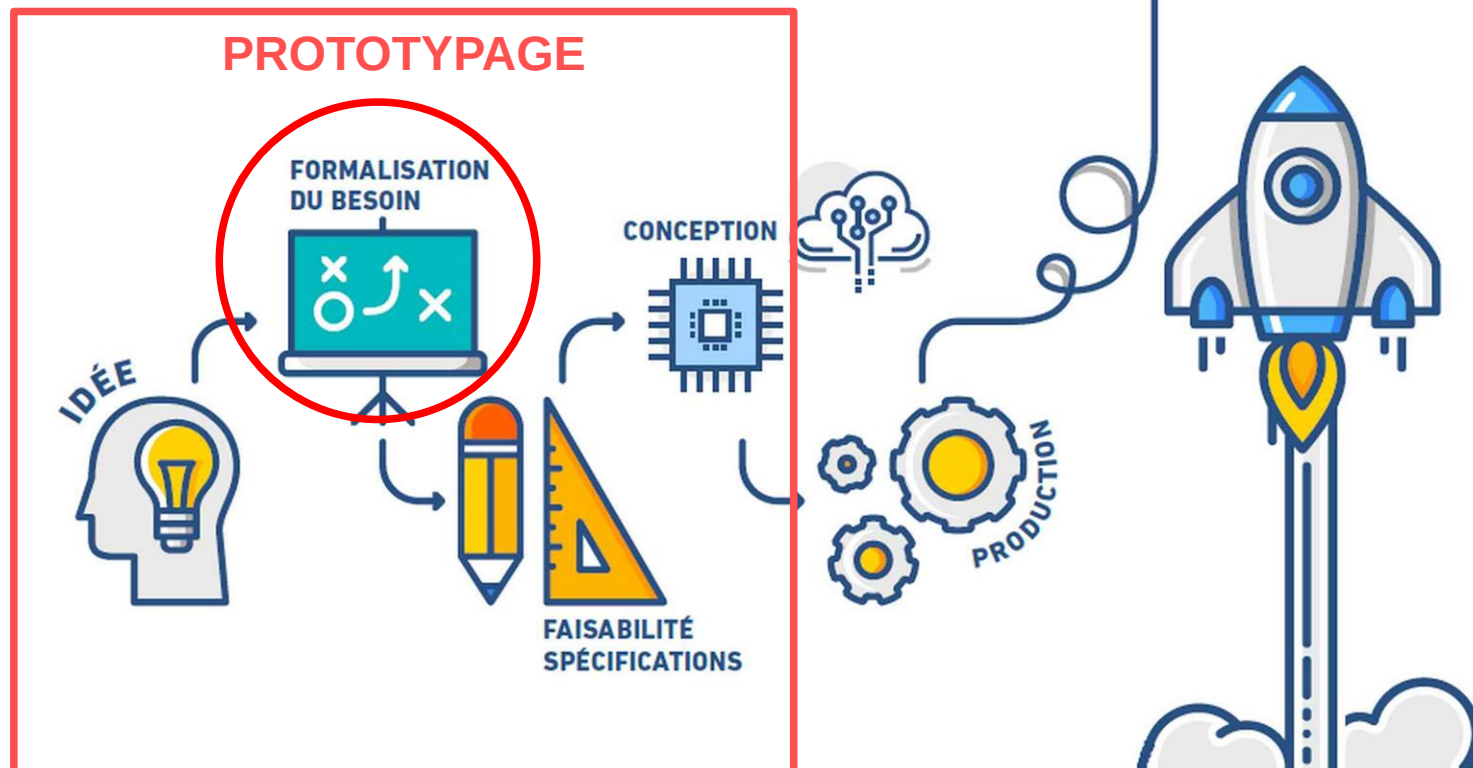 PROTOTYPAGE
FORMALISATION
DU BESOIN
CONCEPTION
IDÉE
PRODUCTION
FAISABILITÉ
SPÉCIFICATIONS